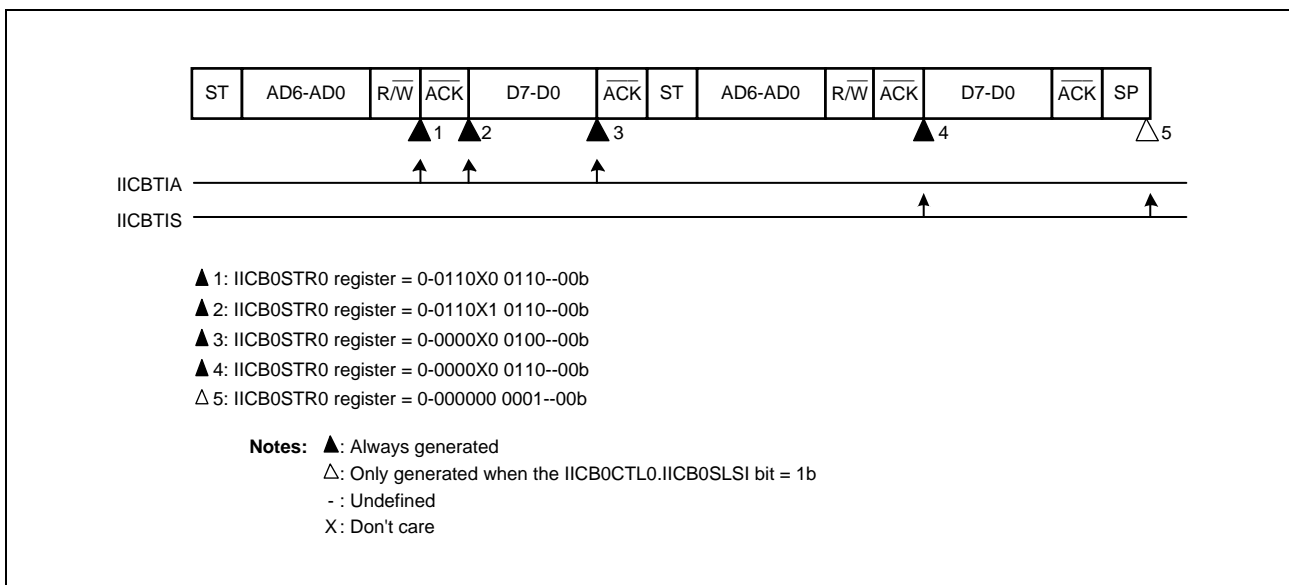 ST AD6-AD0 R/W ACK D7-D0 ACK ST AD6-AD0 R/W ACK D7-D0 ACK SP
1 2 3 4 5
IICBTIA
IICBTIS
▲ 1: IICB0STR0 register = 0-0110X0 0110--00b
▲ 2: IICB0STR0 register = 0-0110X1 0110--00b
▲ 3: IICB0STR0 register = 0-0000X0 0100--00b
▲ 4: IICB0STR0 register = 0-0000X0 0110--00b
△ 5: IICB0STR0 register = 0-000000 0001--00b
Notes: ▲: Always generated
△: Only generated when the IICB0CTL0.IICB0SLSI bit = 1b
- : Undefined
X : Don't care